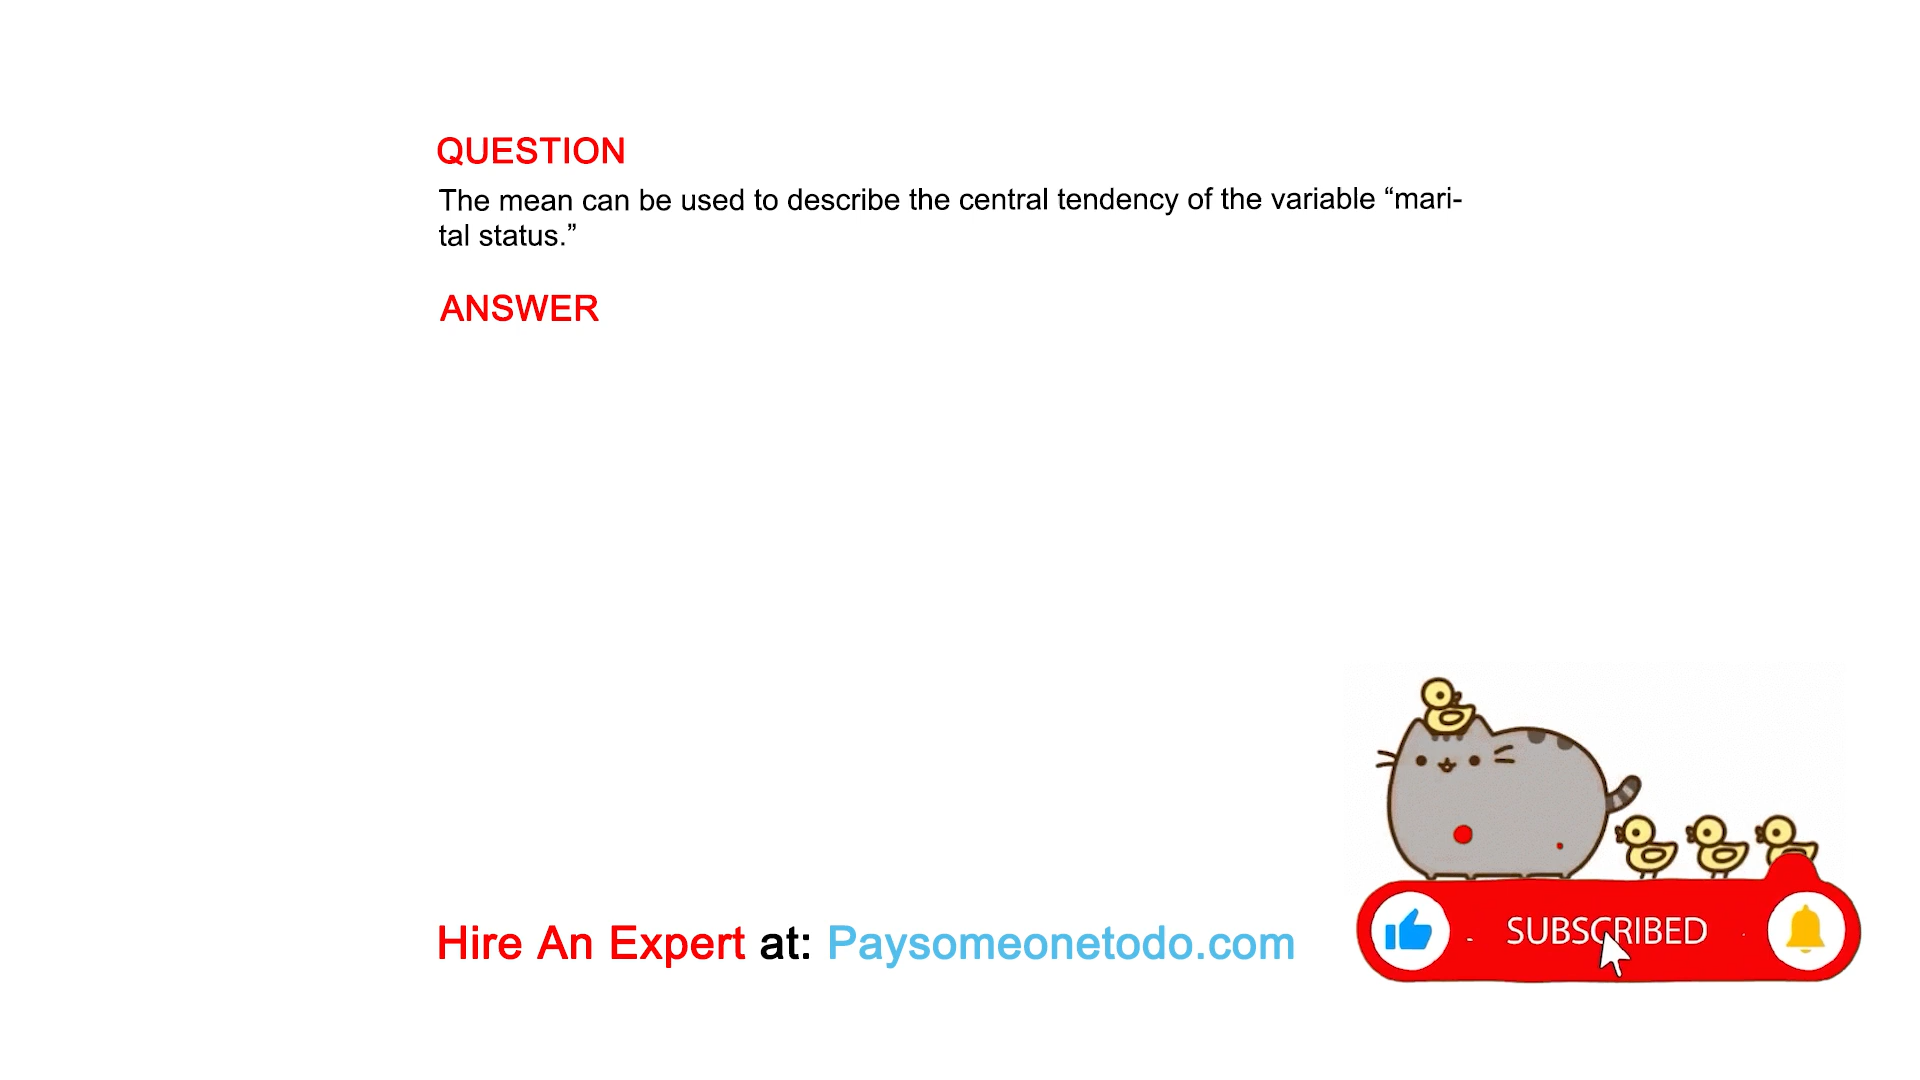 QUESTION
The mean can be used to describe the central tendency of the variable “mari-
tal status.”
ANSWER
Hire An Expert at: Paysomeonetodo.com
SUBSCRIBED